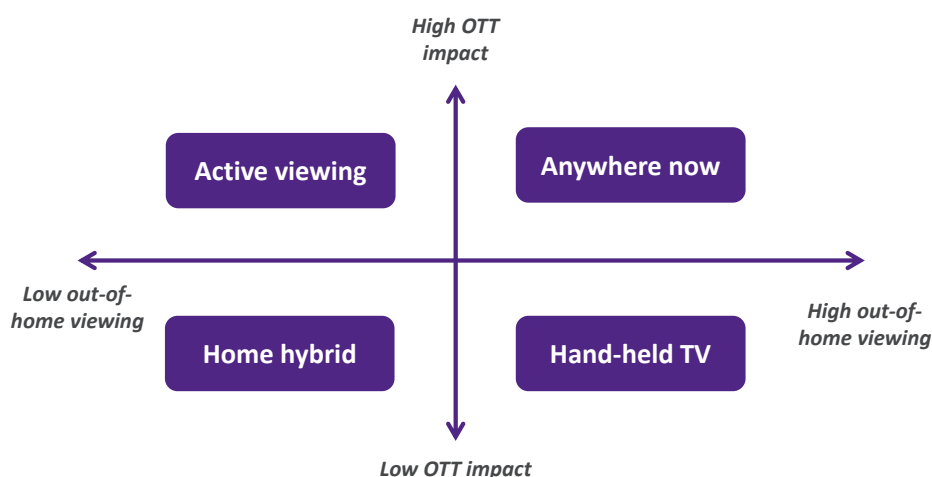 High OTT
impact
Active viewing
Anywhere now
Low out-of-
home viewing
High out-of-
home viewing
Home hybrid
Hand-held TV
Low OTT impact